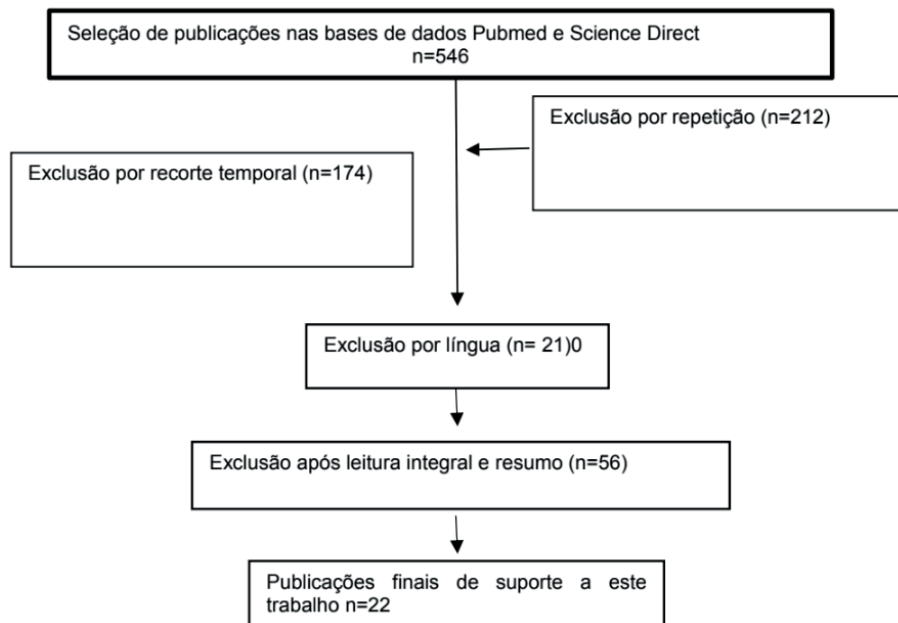 Seleção de publicações nas bases de dados Pubmed e Science Direct
n=546
Exclusão por repetição (n=212)
Exclusão por recorte temporal (n=174)
Exclusão por língua (n= 21)0
Exclusão após leitura integral e resumo (n=56)
Publicações finais de suporte a este
trabalho n=22